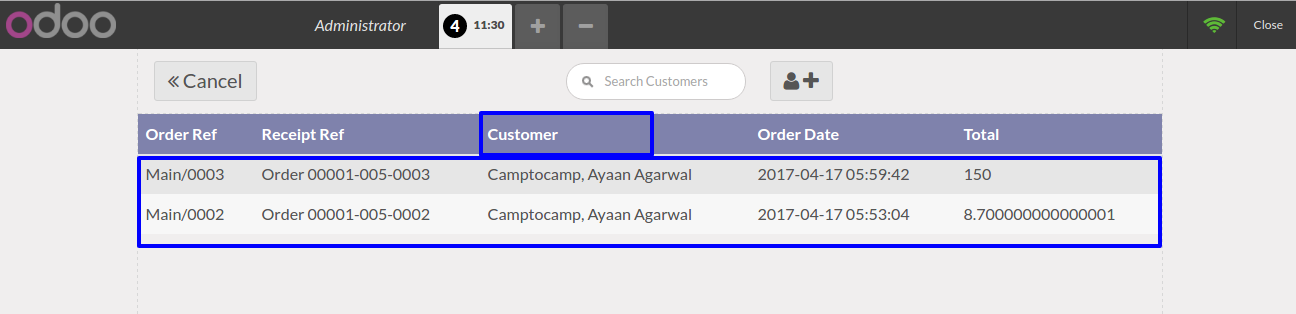 odoo Administrator 4 11:30 Close
Cancel Search Customers
Order Ref Receipt Ref Customer Order Date Total
Main/0003 Order 00001-005-0003 Camptocamp, Ayaan Agarwal 2017-04-17 05:59:42 150
Main/0002 Order 00001-005-0002 Camptocamp, Ayaan Agarwal 2017-04-17 05:53:04 8.700000000000001